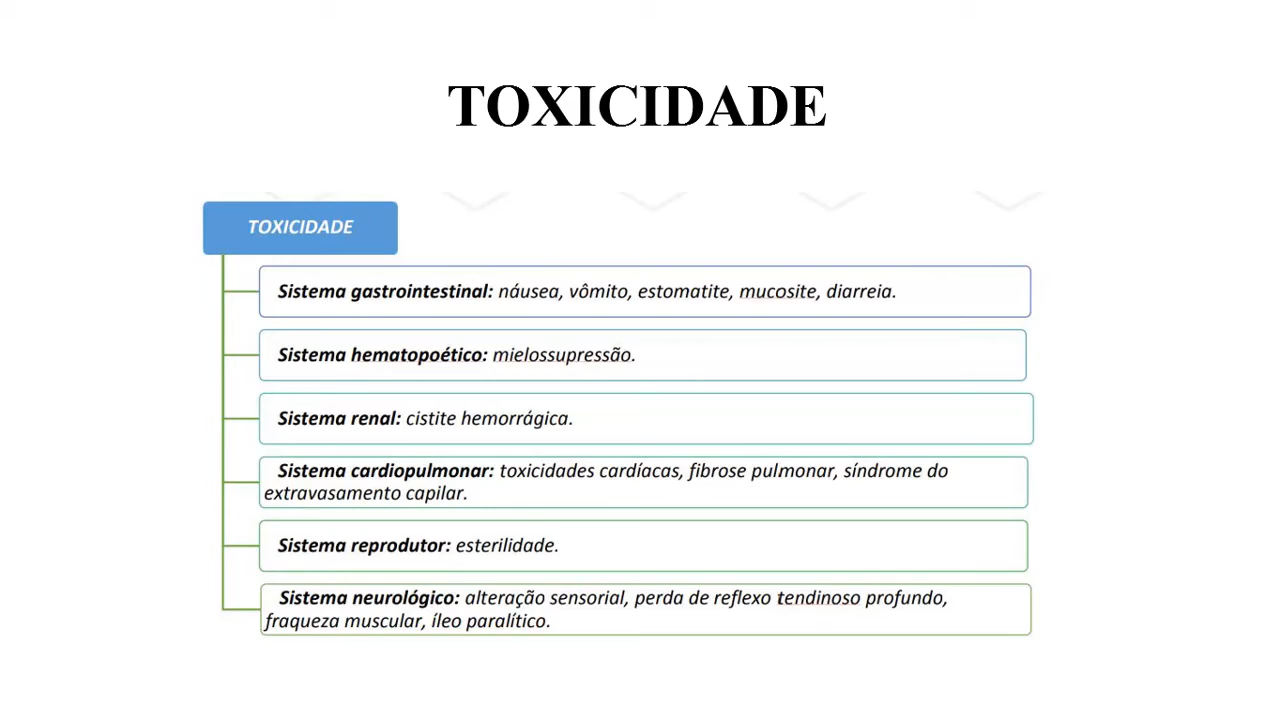 TOXICIDADE
TOXICIDADE
Sistema gastrointestinal: náusea, vômito, estomatite, mucosite, diarreia.
Sistema hematopoético: mielossupressão.
Sistema renal: cistite hemorrágica.
Sistema cardiopulmonar: toxicidades cardíacas, fibrose pulmonar, síndrome do
extravasamento capilar.
Sistema reprodutor: esterilidade.
Sistema neurológico: alteração sensorial, perda de reflexo tendinoso profundo,
fraqueza muscular, íleo paralítico.